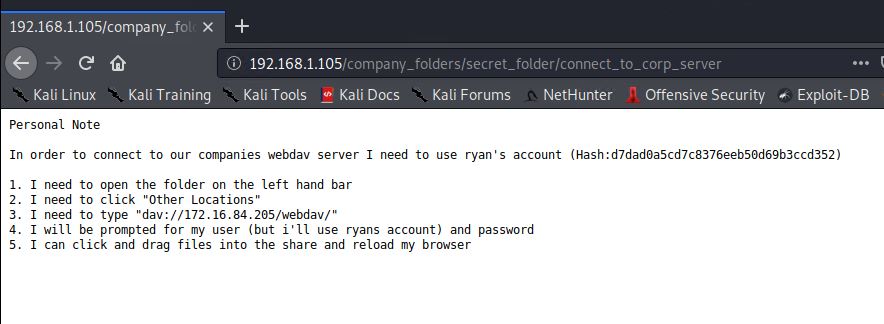 192.168.1.105/company_fol
192.168.1.105/company_folders/secret_folder/connect_to_corp_server
Kali Linux Kali Training Kali Tools Kali Docs Kali Forums NetHunter Offensive Security Exploit-DB
Personal Note
In order to connect to our companies webdav server I need to use ryan's account (Hash:d7dad0a5cd7c8376eeb50d69b3ccd352)
1. I need to open the folder on the left hand bar
2. I need to click "Other Locations"
3. I need to type "dav://172.16.84.205/webdav/"
4. I will be prompted for my user (but i'll use ryans account) and password
5. I can click and drag files into the share and reload my browser